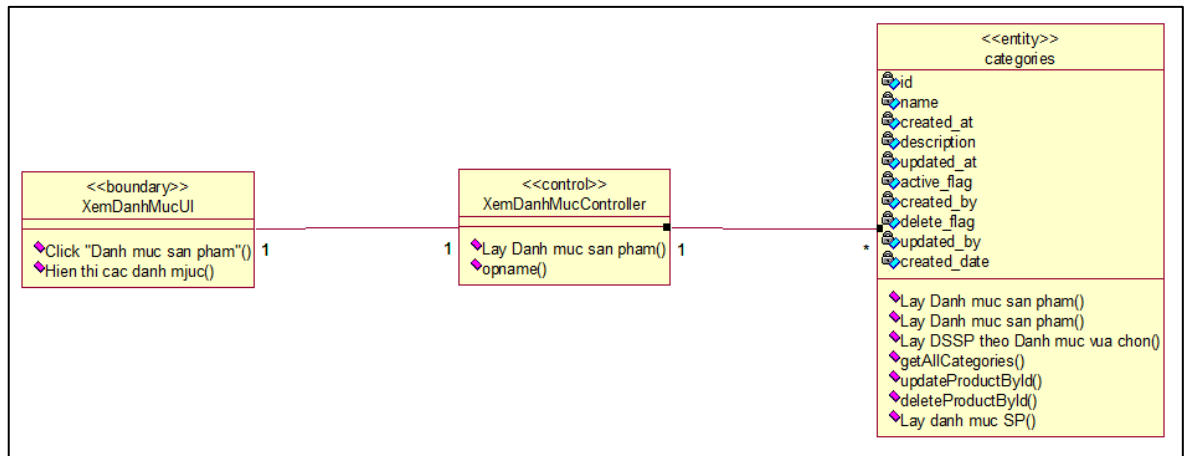 <<boundary>>
XemDanhMucUI
Click "Danh muc san pham"()
Hien thi cac danh mjuc()
1
1
<<control>>
XemDanhMucController
Lay Danh muc san pham()
opname()
1
*
<<entity>>
categories
id
name
created_at
description
updated_at
active_flag
created_by
delete_flag
updated_by
created_date
Lay Danh muc san pham()
Lay Danh muc san pham()
Lay DSSP theo Danh muc vua chon()
getAllCategories()
updateProductById()
deleteProductById()
Lay danh muc SP()